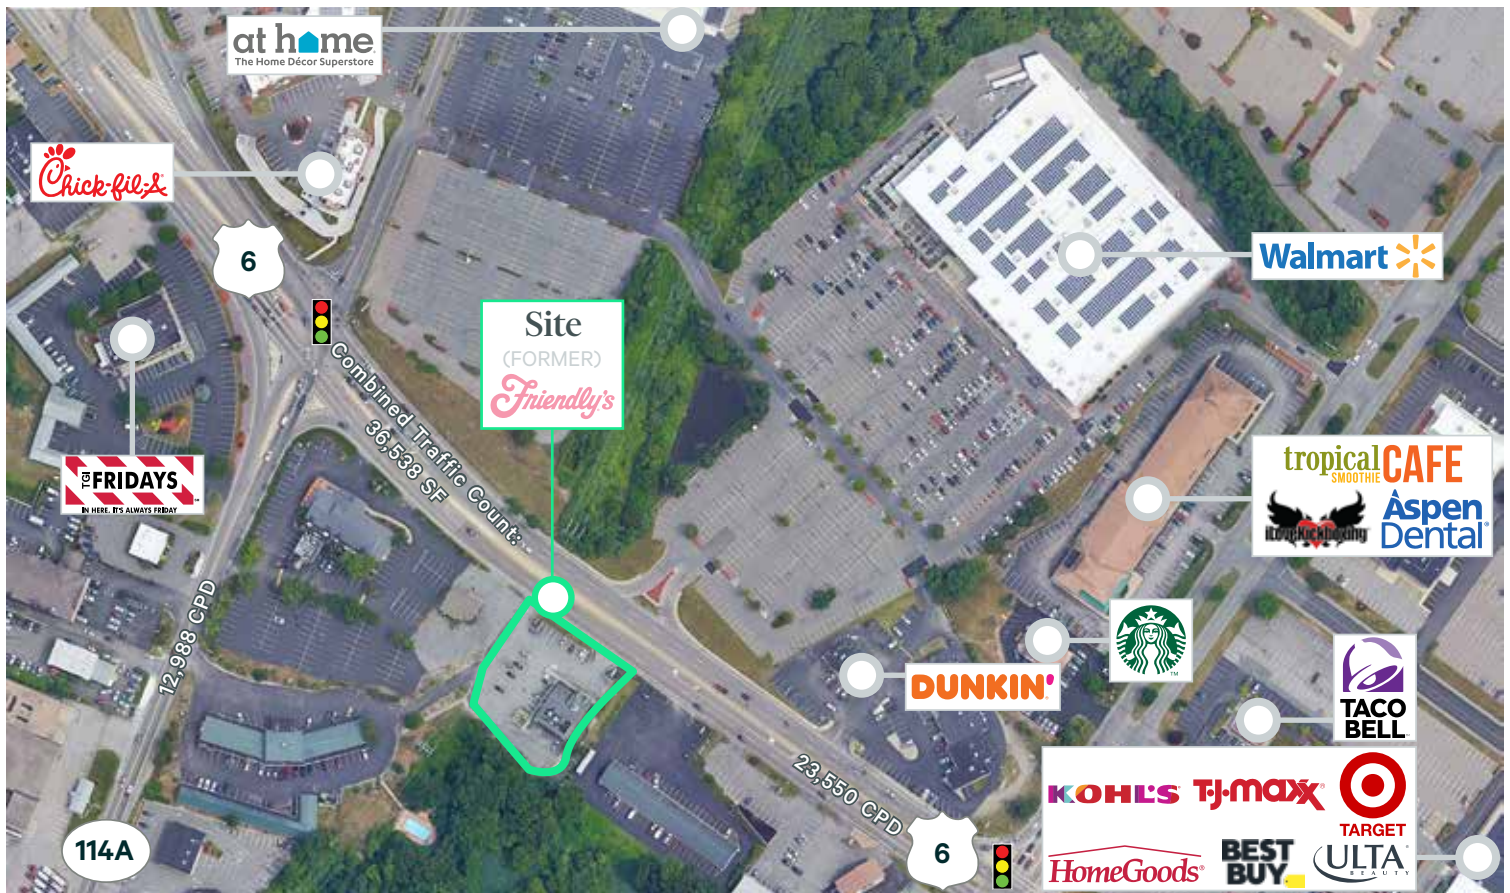 at home
The Home Décor Superstore
Chick-fil-A
6
Walmart
Site
(FORMER)
Friendly's
Combined Traffic Count:
36,538 SF
TGI FRIDAYS
IN HERE, IT'S ALWAYS FRIDAY
tropical
SMOOTHIE CAFE
iLoveKickboxing
Aspen
Dental
12,988 CPD
DUNKIN'
TACO
BELL
23,550 CPD
KOHL'S
T·J·maxx
TARGET
HomeGoods
BEST
BUY
ULTA
BEAUTY
114A
6